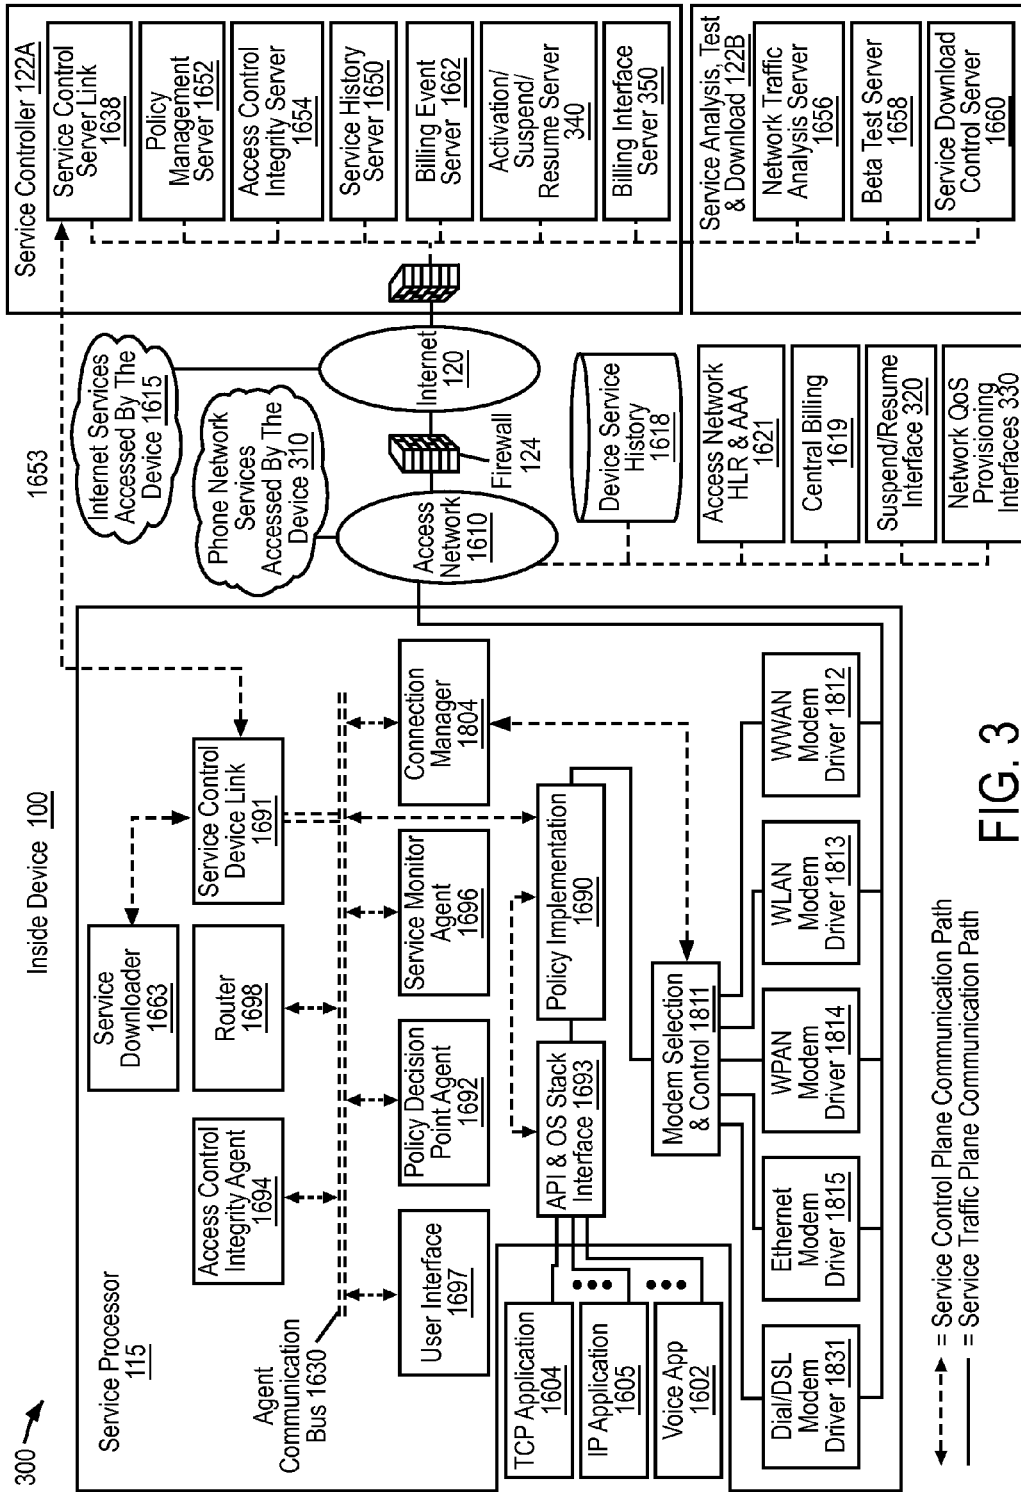 300
Inside Device 100
Service Processor
115
Service
Downloader
1663
Access Control
Integrity Agent
1694
Router
1698
Service Control
Device Link
1691
Agent
Communication
Bus 1630
User Interface
1697
Policy Decision
Point Agent
1692
Service Monitor
Agent
1696
Connection
Manager
1804
TCP Application
1604
IP Application
1605
Voice App
1602
API & OS Stack
Interface 1693
Policy Implementation
1690
Modem Selection
& Control 1811
Dial/DSL
Modem
Driver 1831
Ethernet
Modem
Driver 1815
WPAN
Modem
Driver 1814
WLAN
Modem
Driver 1813
WWAN
Modem
Driver 1812
1653
Internet Services
Accessed By The
Device 1615
Phone Network
Services
Accessed By The
Device 310
Access
Network
1610
Firewall
124
Internet
120
Device Service
History
1618
Access Network
HLR & AAA
1621
Central Billing
1619
Suspend/Resume
Interface 320
Network QoS
Provisioning
Interfaces 330
Service Controller 122A
Service Control
Server Link
1638
Policy
Management
Server 1652
Access Control
Integrity Server
1654
Service History
Server 1650
Billing Event
Server 1662
Activation/
Suspend/
Resume Server
340
Billing Interface
Server 350
Service Analysis, Test
& Download 122B
Network Traffic
Analysis Server
1656
Beta Test Server
1658
Service Download
Control Server
1660
= Service Control Plane Communication Path
= Service Traffic Plane Communication Path
FIG. 3